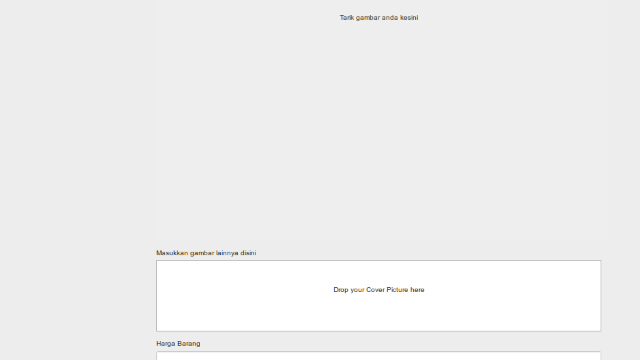 Tarik gambar anda kesini
Masukkan gambar lainnya disini
Drop your Cover Picture here
Harga Barang